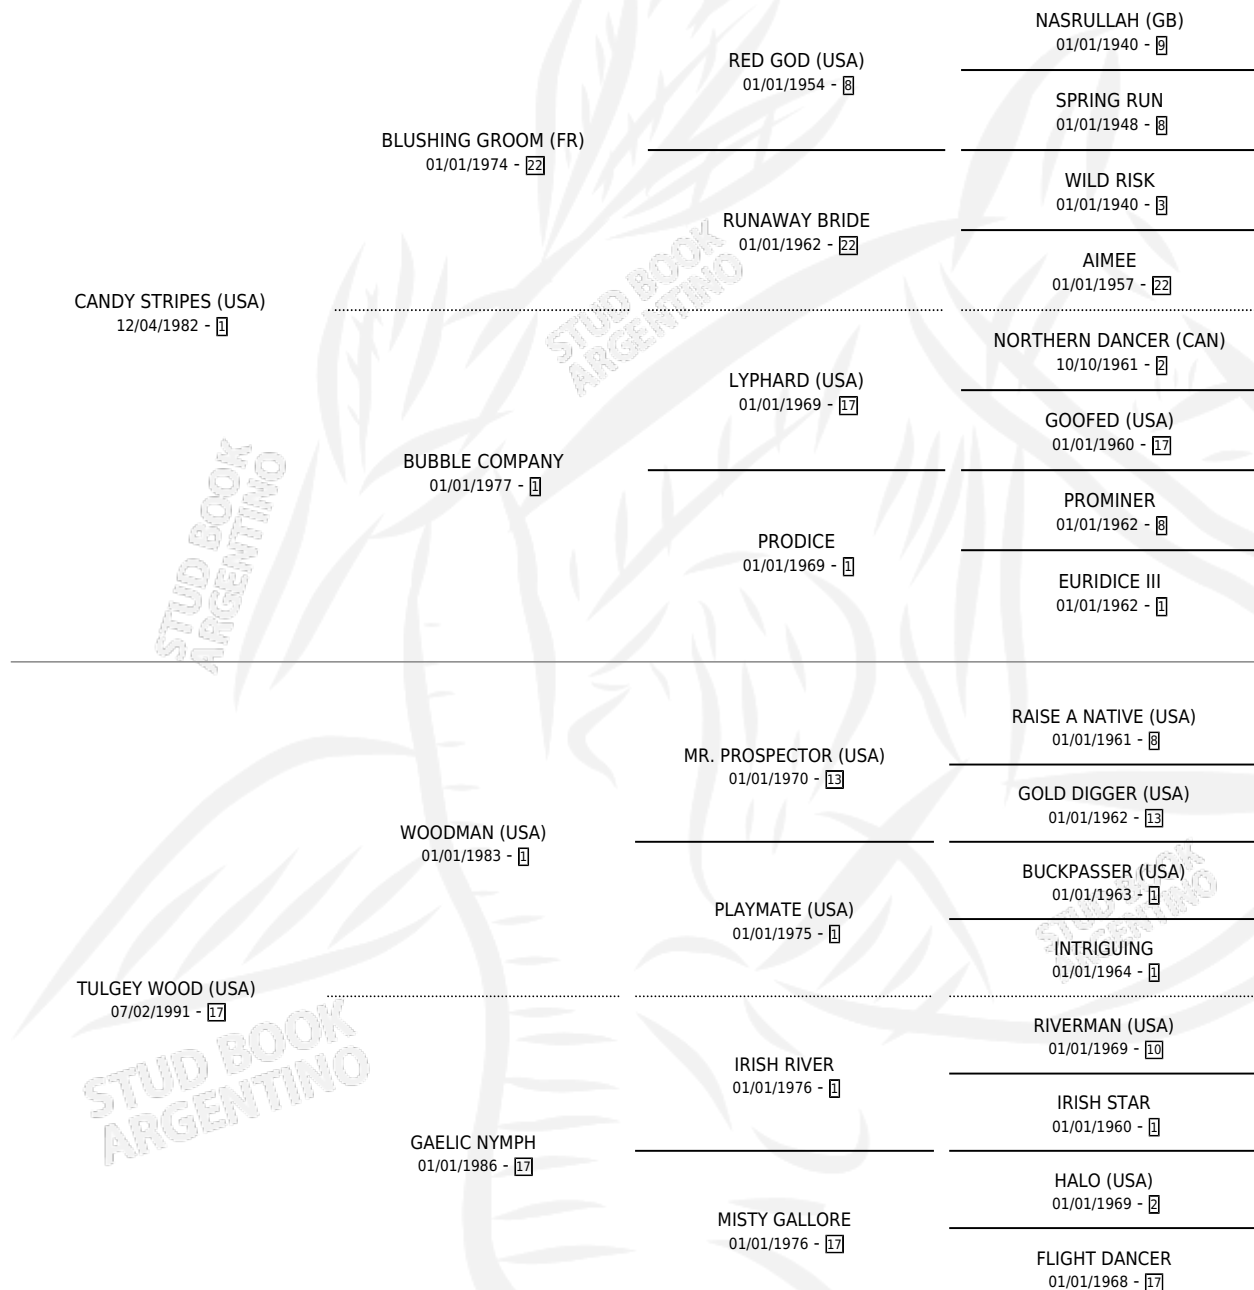 NASRULLAH (GB)
01/01/1940 - 9
RED GOD (USA)
01/01/1954 - 8
SPRING RUN
01/01/1948 - 8
BLUSHING GROOM (FR)
01/01/1974 - 22
WILD RISK
01/01/1940 - 3
RUNAWAY BRIDE
01/01/1962 - 22
AIMEE
01/01/1957 - 22
CANDY STRIPES (USA)
12/04/1982 - 1
NORTHERN DANCER (CAN)
10/10/1961 - 2
LYPHARD (USA)
01/01/1969 - 17
GOOFED (USA)
01/01/1960 - 17
BUBBLE COMPANY
01/01/1977 - 1
PROMINER
01/01/1962 - 8
PRODICE
01/01/1969 - 1
EURIDICE III
01/01/1962 - 1
RAISE A NATIVE (USA)
01/01/1961 - 8
MR. PROSPECTOR (USA)
01/01/1970 - 13
GOLD DIGGER (USA)
01/01/1962 - 13
WOODMAN (USA)
01/01/1983 - 1
BUCKPASSER (USA)
01/01/1963 - 1
PLAYMATE (USA)
01/01/1975 - 1
INTRIGUING
01/01/1964 - 1
TULGEY WOOD (USA)
07/02/1991 - 17
RIVERMAN (USA)
01/01/1969 - 10
IRISH RIVER
01/01/1976 - 1
IRISH STAR
01/01/1960 - 1
GAELIC NYMPH
01/01/1986 - 17
HALO (USA)
01/01/1969 - 2
MISTY GALLORE
01/01/1976 - 17
FLIGHT DANCER
01/01/1968 - 17
STUD BOOK
ARGENTINO
STUD BOOK
ARGENTINO
STUD BOOK
ARGENTINO
STUD BOOK
ARGENTINO